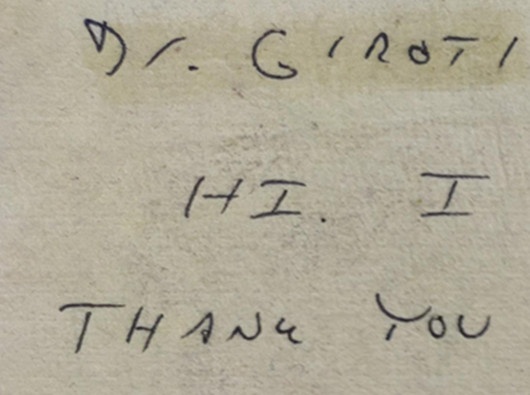 Dr. GIROTI
HI. I
THANK YOU